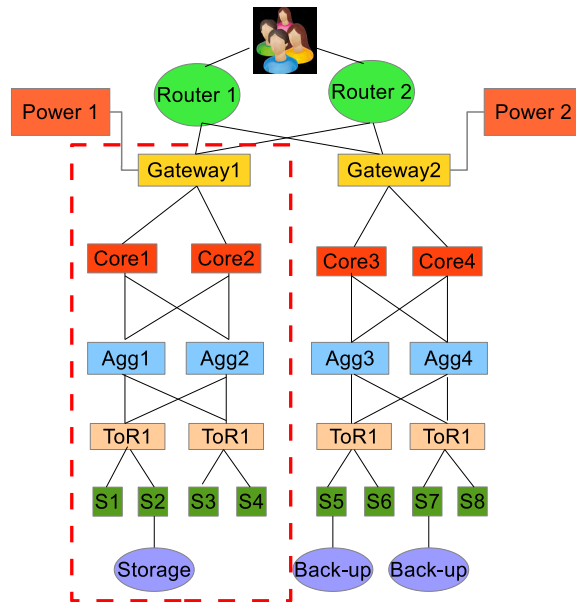 Router 1
Router 2
Power 1
Power 2
Gateway1
Gateway2
Core1
Core2
Core3
Core4
Agg1
Agg2
Agg3
Agg4
ToR1
ToR1
ToR1
ToR1
S1
S2
S3
S4
S5
S6
S7
S8
Storage
Back-up
Back-up